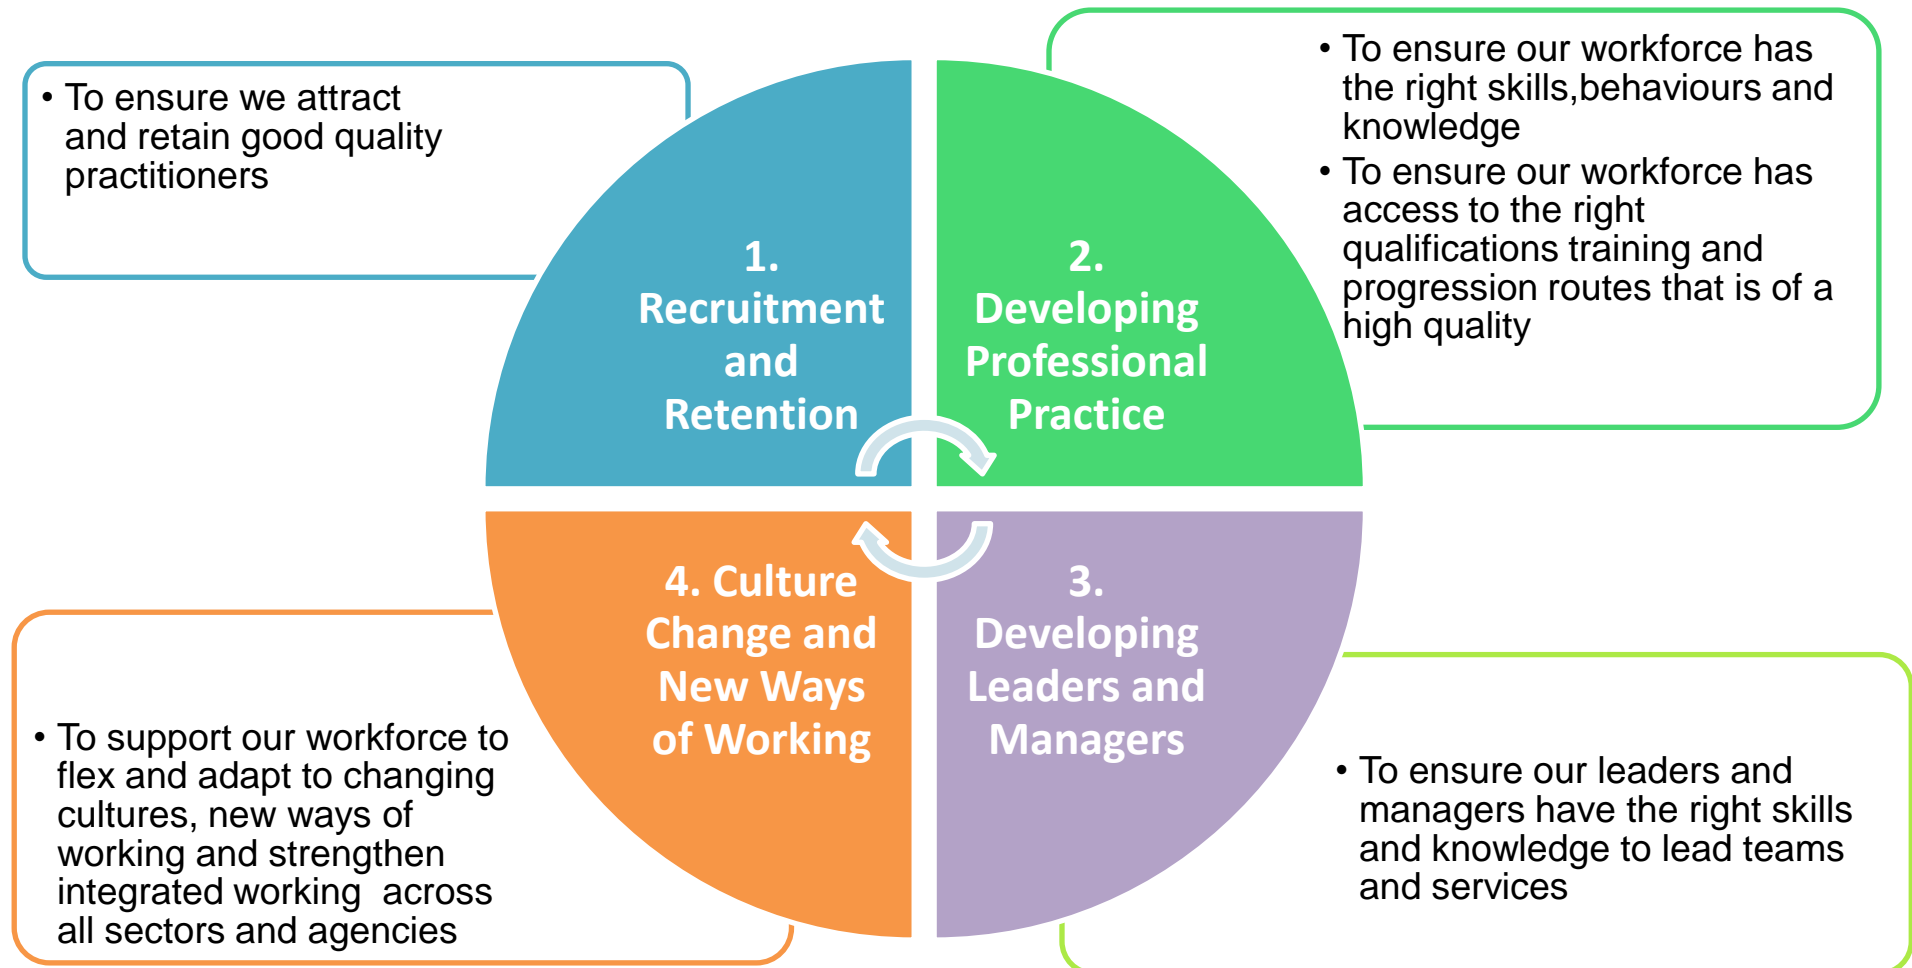 • To ensure we attract
and retain good quality
practitioners
1.
Recruitment
and
Retention
2.
Developing
Professional
Practice
• To ensure our workforce has
the right skills,behaviours and
knowledge
• To ensure our workforce has
access to the right
qualifications training and
progression routes that is of a
high quality
3.
Developing
Leaders and
Managers
• To ensure our leaders and
managers have the right skills
and knowledge to lead teams
and services
4. Culture
Change and
New Ways
of Working
• To support our workforce to
flex and adapt to changing
cultures, new ways of
working and strengthen
integrated working  across
all sectors and agencies